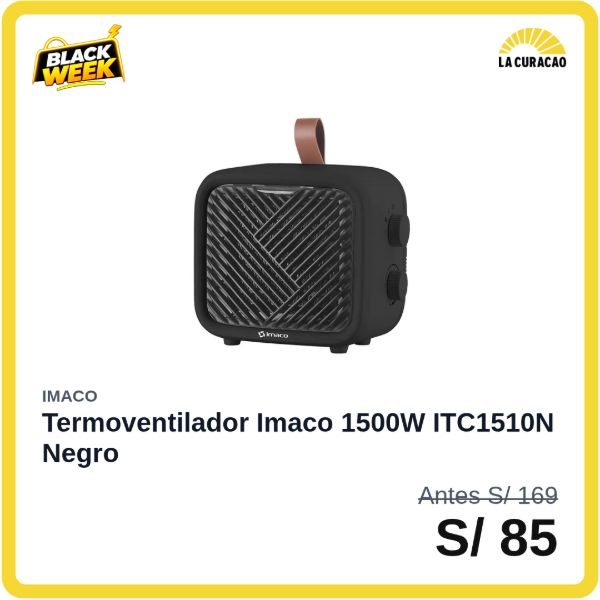 BLACK
WEEK
LA CURACAO
imaco
IMACO
Termoventilador Imaco 1500W ITC1510N
Negro
Antes S/ 169
S/ 85